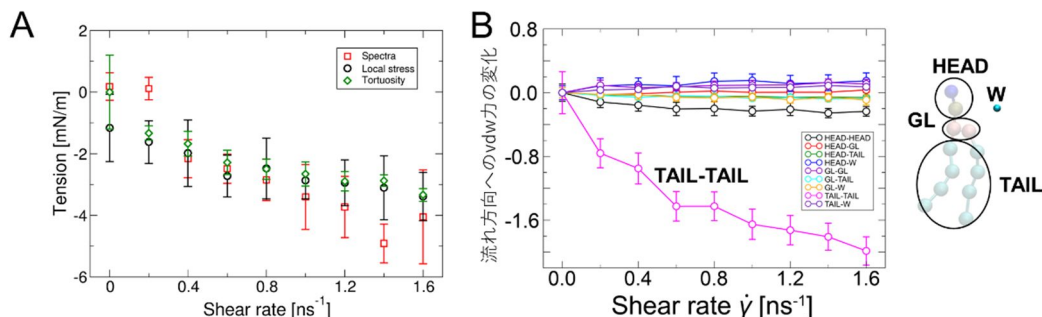 A
Tension [mN/m]
2
0
-2
-4
-6
0.0
0.4
0.8
1.2
1.6
Shear rate [ns⁻¹]
Spectra
Local stress
Tortuosity
B
流れ方向へのvdw力の変化
0.0
-0.8
-1.6
0.0
0.4
0.8
1.2
1.6
Shear rate γ̇ [ns⁻¹]
TAIL-TAIL
HEAD-HEAD
HEAD-GL
HEAD-TAIL
HEAD-W
GL-GL
GL-TAIL
GL-W
TAIL-TAIL
TAIL-W
HEAD
W
GL
TAIL